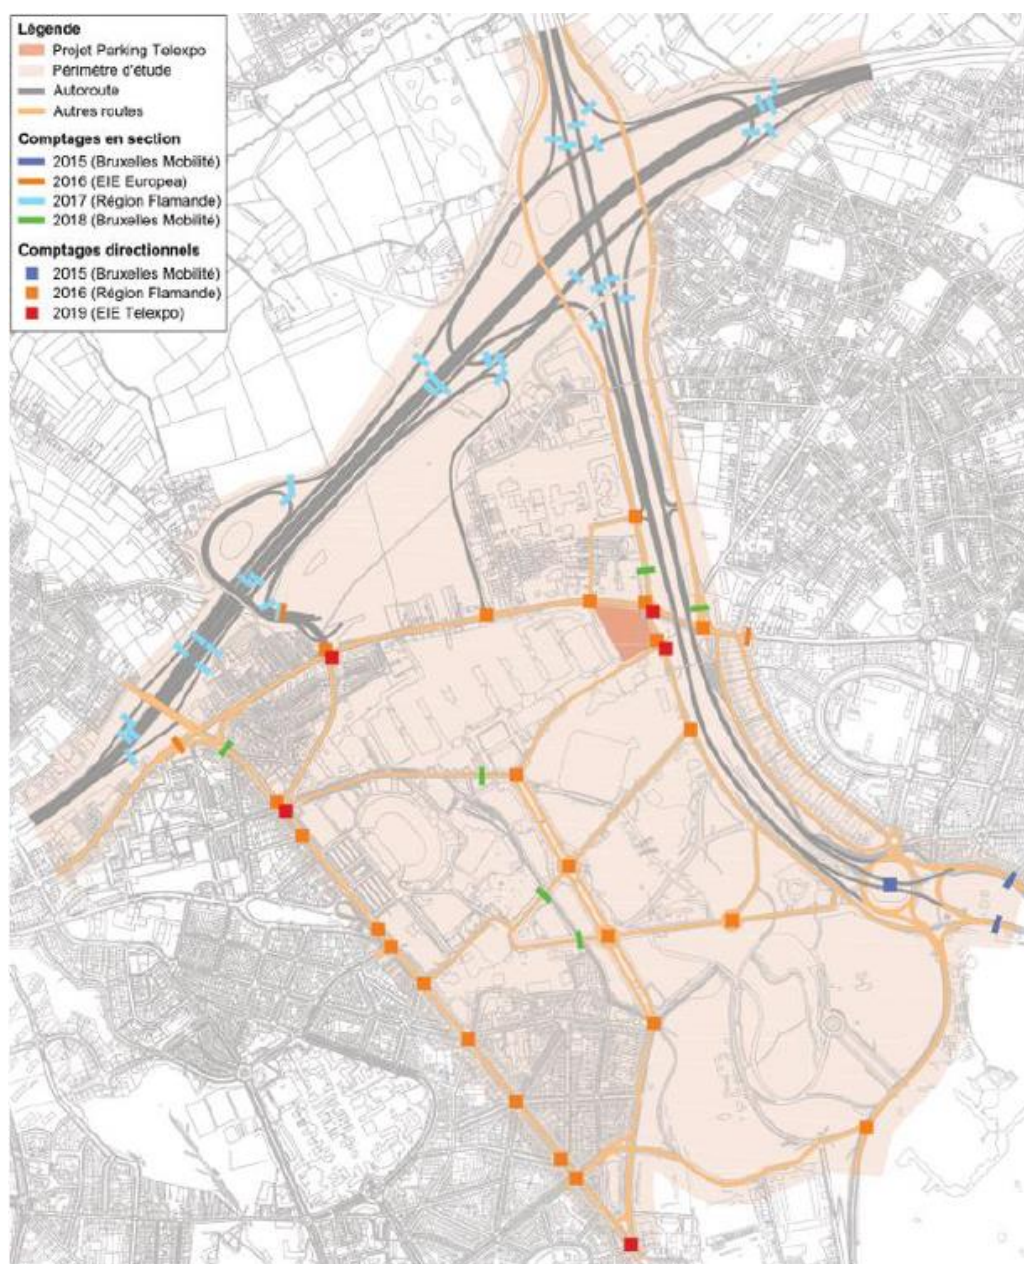 Légende
Projet Parking Telexpo
Périmètre d'étude
Autoroute
Autres routes
Comptages en section
2015 (Bruxelles Mobilité)
2016 (EIE Europea)
2017 (Région Flamande)
2018 (Bruxelles Mobilité)
Comptages directionnels
2015 (Bruxelles Mobilité)
2016 (Région Flamande)
2019 (EIE Telexpo)